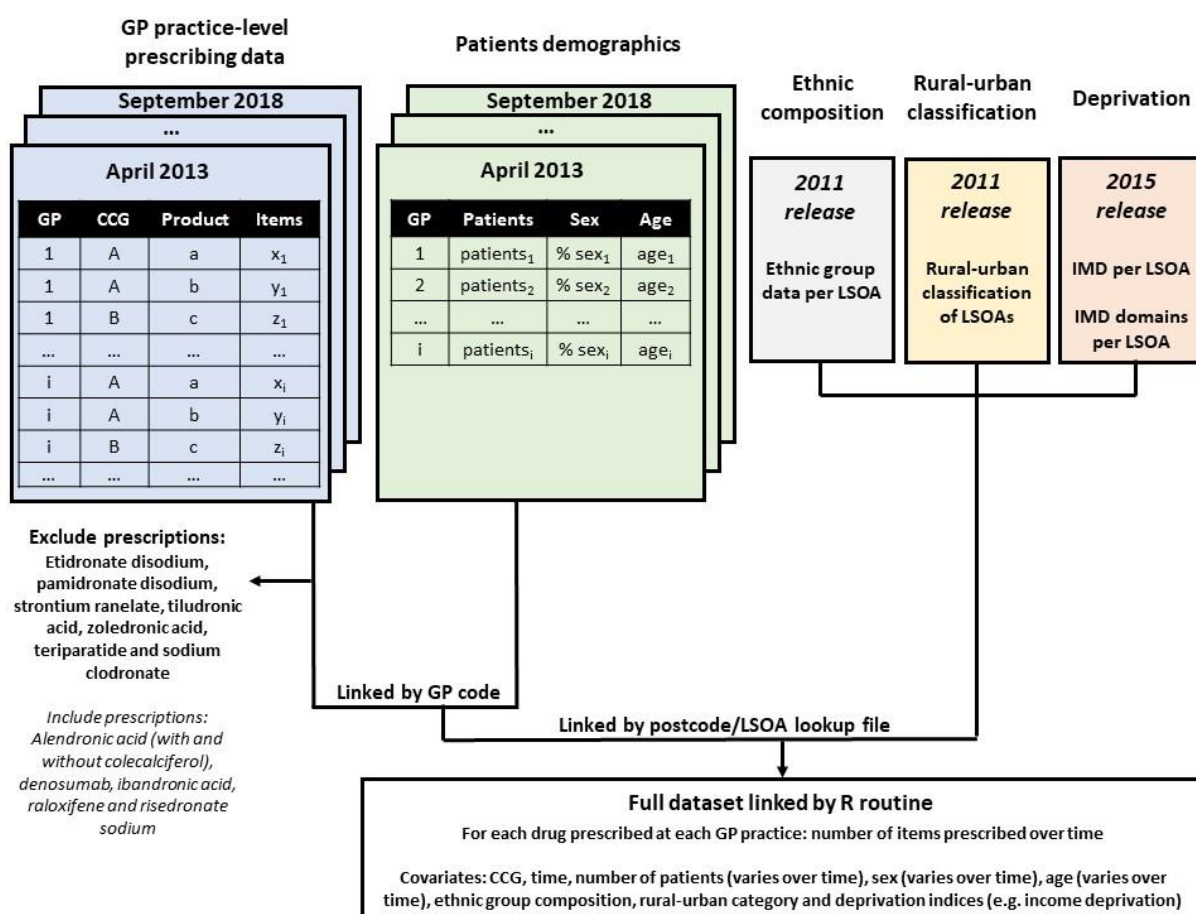 GP practice-level
prescribing data
September 2018
...
April 2013
GP CCG Product Items
1 A a x₁
1 A b y₁
1 B c z₁
... ... ... ...
i A a xᵢ
i A b yᵢ
i B c zᵢ
... ... ... ...
Patients demographics
September 2018
...
April 2013
GP Patients Sex Age
1 patients₁ % sex₁ age₁
2 patients₂ % sex₂ age₂
... ... ... ...
i patientsᵢ % sexᵢ ageᵢ
Ethnic
composition
2011
release
Ethnic group
data per LSOA
Rural-urban
classification
2011
release
Rural-urban
classification
of LSOAs
Deprivation
2015
release
IMD per LSOA
IMD domains
per LSOA
Exclude prescriptions:
Etidronate disodium,
pamidronate disodium,
strontium ranelate, tiludronic
acid, zoledronic acid,
teriparatide and sodium
clodronate
Include prescriptions:
Alendronic acid (with and
without colecalciferol),
denosumab, ibandronic acid,
raloxifene and risedronate
sodium
Linked by GP code
Linked by postcode/LSOA lookup file
Full dataset linked by R routine
For each drug prescribed at each GP practice: number of items prescribed over time
Covariates: CCG, time, number of patients (varies over time), sex (varies over time), age (varies over
time), ethnic group composition, rural-urban category and deprivation indices (e.g. income deprivation)